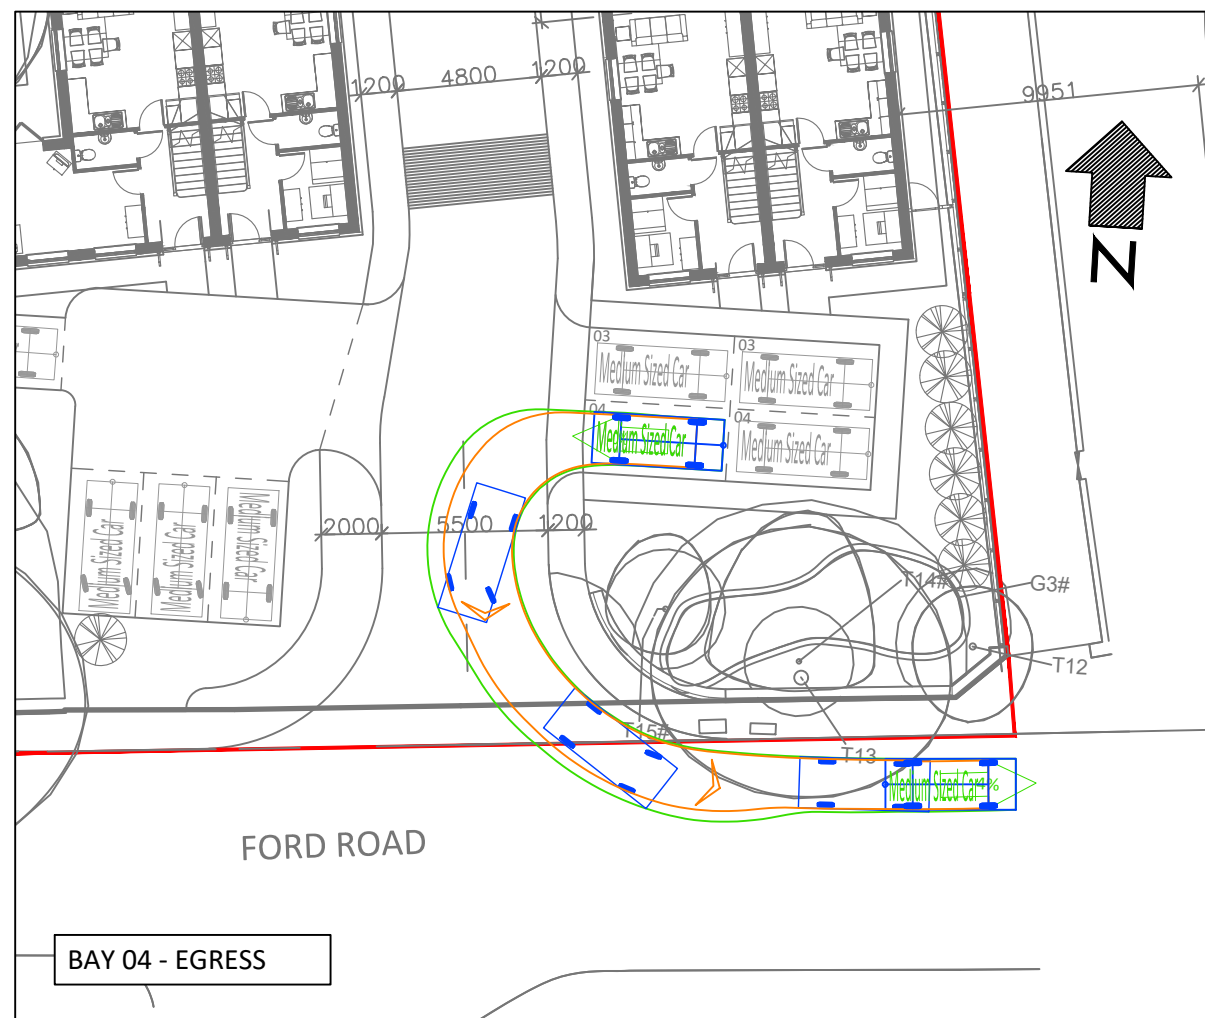 1200
4800
1200
9951
N
03
Medium Sized Car
03
Medium Sized Car
04
Medium Sized Car
04
Medium Sized Car
Medium Sized Car
Medium Sized Car
Medium Sized Car
2000
5500
1200
T14#
G3#
T12
T15#
T13
Medium Sized Car
FORD ROAD
BAY 04 - EGRESS